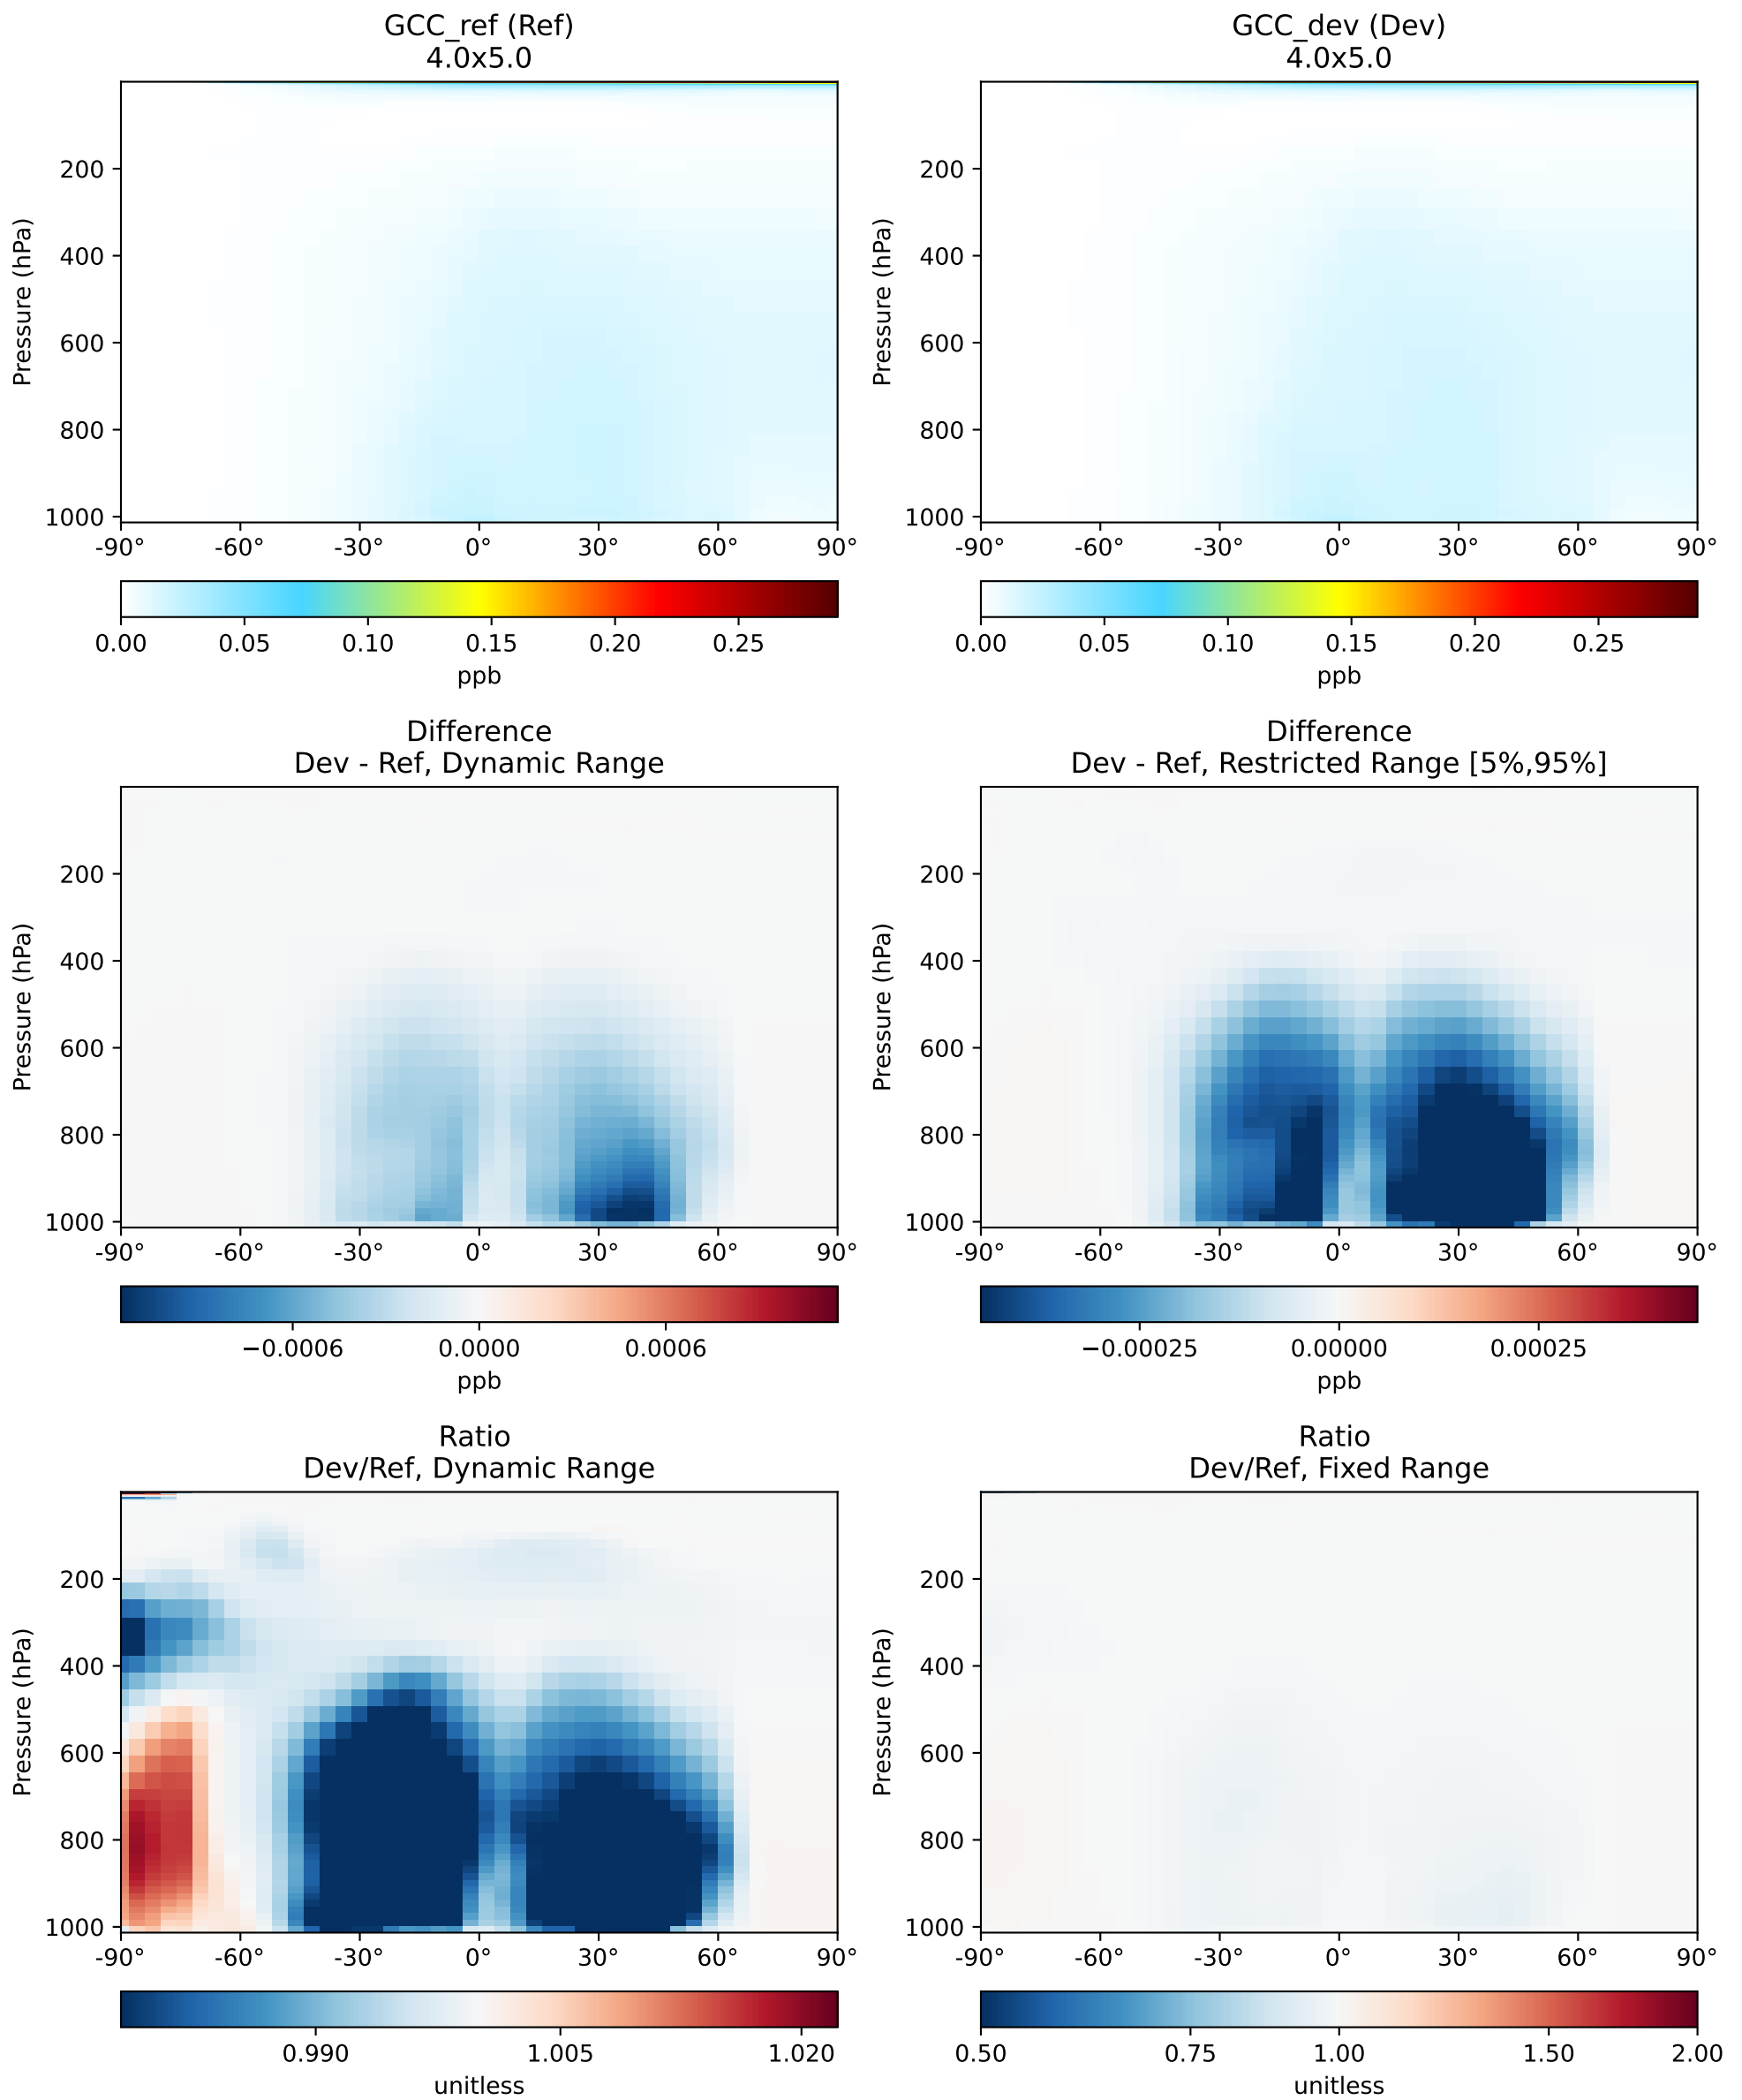 GCC_ref (Ref)
4.0x5.0
Pressure (hPa)
200
400
600
800
1000
-90° -60° -30° 0° 30° 60° 90°
0.00 0.05 0.10 0.15 0.20 0.25
ppb
GCC_dev (Dev)
4.0x5.0
Pressure (hPa)
200
400
600
800
1000
-90° -60° -30° 0° 30° 60° 90°
0.00 0.05 0.10 0.15 0.20 0.25
ppb
Difference
Dev - Ref, Dynamic Range
Pressure (hPa)
200
400
600
800
1000
-90° -60° -30° 0° 30° 60° 90°
−0.0006 0.0000 0.0006
ppb
Difference
Dev - Ref, Restricted Range [5%,95%]
Pressure (hPa)
200
400
600
800
1000
-90° -60° -30° 0° 30° 60° 90°
−0.00025 0.00000 0.00025
ppb
Ratio
Dev/Ref, Dynamic Range
Pressure (hPa)
200
400
600
800
1000
-90° -60° -30° 0° 30° 60° 90°
0.990 1.005 1.020
unitless
Ratio
Dev/Ref, Fixed Range
Pressure (hPa)
200
400
600
800
1000
-90° -60° -30° 0° 30° 60° 90°
0.50 0.75 1.00 1.50 2.00
unitless